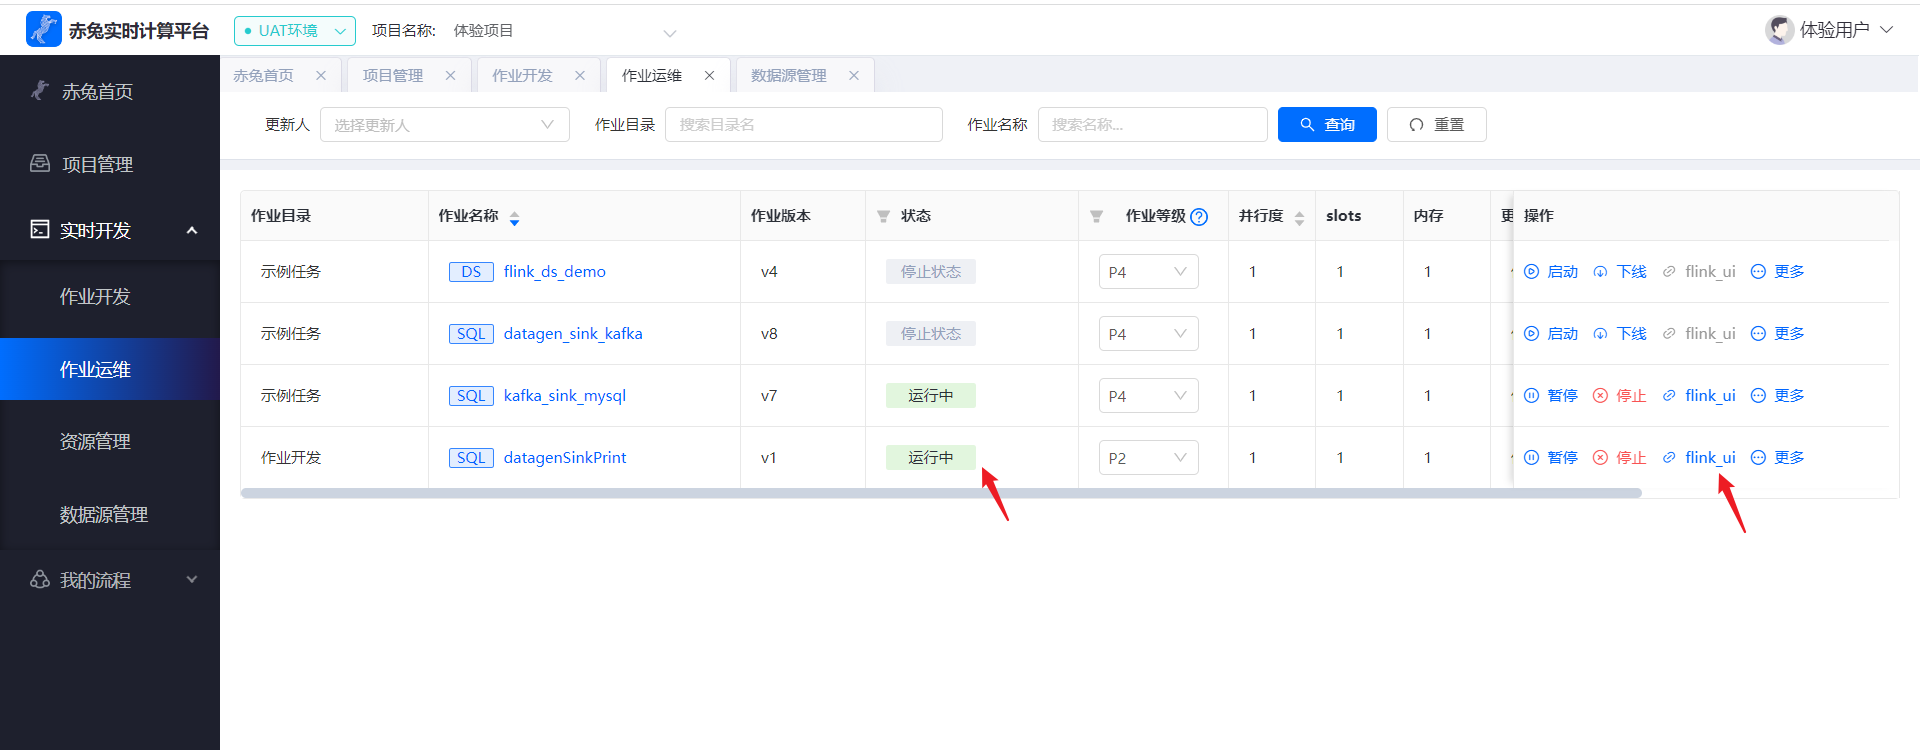 赤兔实时计算平台 UAT环境 项目名称: 体验项目 体验用户
赤兔首页 项目管理 作业开发 作业运维 数据源管理
更新人 选择更新人 作业目录 搜索目录名 作业名称 搜索名称... 查询 重置
赤兔首页
项目管理
实时开发
作业开发
作业运维
资源管理
数据源管理
我的流程
作业目录 作业名称 作业版本 状态 作业等级 并行度 slots 内存 操作
示例任务 DS flink_ds_demo v4 停止状态 P4 1 1 1 启动 下线 flink_ui 更多
示例任务 SQL datagen_sink_kafka v8 停止状态 P4 1 1 1 启动 下线 flink_ui 更多
示例任务 SQL kafka_sink_mysql v7 运行中 P4 1 1 1 暂停 停止 flink_ui 更多
作业开发 SQL datagenSinkPrint v1 运行中 P2 1 1 1 暂停 停止 flink_ui 更多